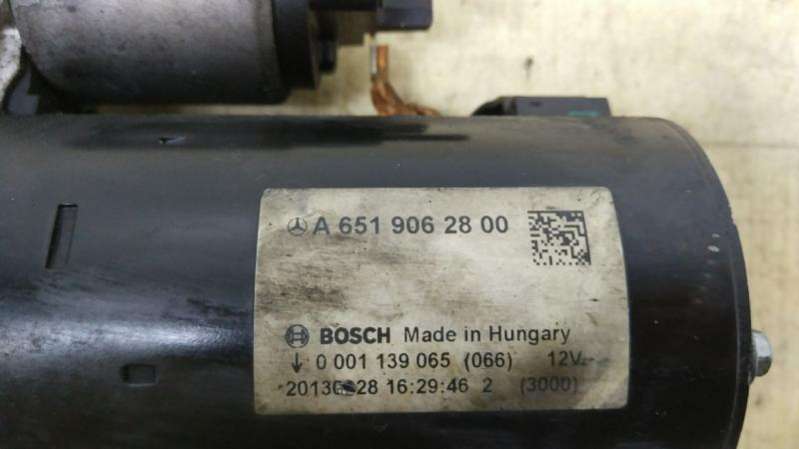 A 651 906 28 00
BOSCH Made in Hungary
↓ 0 001 139 065 (066) 12V
16:29:46 2 (3000)